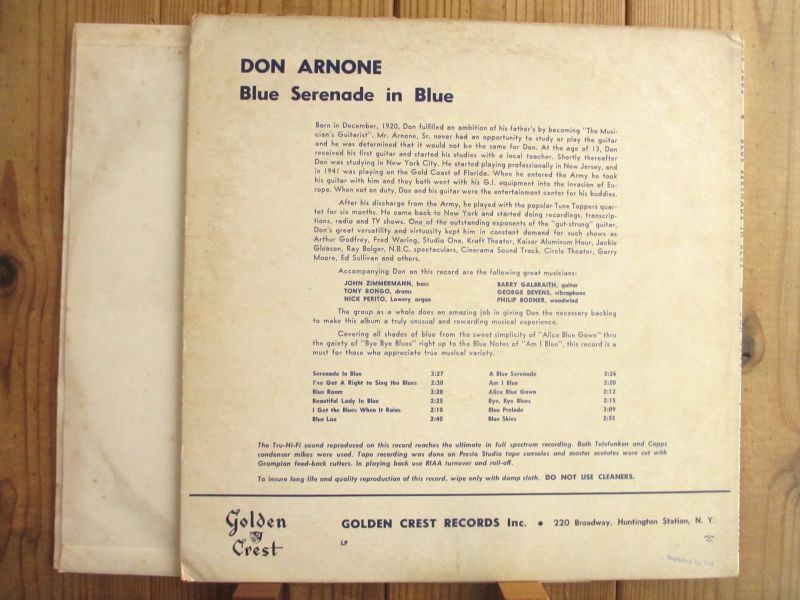 DON ARNONE
Blue Serenade in Blue
Born in December, 1920, Don fulfilled an ambition of his father's by becoming "The Musi-
cian's Guitarist". Mr. Arnone, Sr. never had an opportunity to study or play the guitar
and he was determined that it would not be the same for Don. At the age of 13, Don
received his first guitar and started his studies with a local teacher. Shortly thereafter
Don was studying in New York City. He started playing professionally in New Jersey, and
in 1941 was playing on the Gold Coast of Florida. When he entered the Army he took
his guitar with him and they both went with his G.I. equipment into the invasion of Eu-
rope. When not on duty, Don and his guitar were the entertainment center for his buddies.
After his discharge from the Army, he played with the popular Tune Toppers quar-
tet for six months. He came back to New York and started doing recordings, transcrip-
tions, radio and TV shows. One of the outstanding exponents of the "gut-strung" guitar,
Don's great versatility and virtuosity kept him in constant demand for such shows as
Arthur Godfrey, Fred Waring, Studio One, Kraft Theater, Kaiser Aluminum Hour, Jackie
Gleason, Ray Bolger, N.B.C. spectaculars, Cinerama Sound Track, Circle Theater, Garry
Moore, Ed Sullivan and others.
Accompanying Don on this record are the following great musicians:
JOHN ZIMMERMANN, bass BARRY GALBRAITH, guitar
TONY RONGO, drums GEORGE DEVENS, vibraphone
NICK PERITO, Lowery organ PHILIP BODNER, woodwind
The group as a whole does an amazing job in giving Don the necessary backing
to make this album a truly unusual and rewarding musical experience.
Covering all shades of blue from the sweet simplicity of "Alice Blue Gown" thru
the gaiety of "Bye Bye Blues" right up to the Blue Notes of "Am I Blue", this record is a
must for those who appreciate true musical variety.
Serenade In Blue 3:27 A Blue Serenade 2:26
I've Got A Right to Sing the Blues 2:30 Am I Blue 2:20
Blue Room 3:20 Alice Blue Gown 2:12
Beautiful Lady In Blue 2:25 Bye, Bye Blues 2:15
I Get the Blues When It Rains 2:10 Blue Prelude 3:09
Blue Lou 2:40 Blue Skies 2:55
The Tru-Hi-Fi sound reproduced on this record reaches the ultimate in full spectrum recording. Both Telefunken and Capps
condenser mikes were used. Tape recording was done on Presto Studio tape consoles and master acetates were cut with
Grampian feed-back cutters. In playing back use RIAA turnover and roll-off.
To insure long life and quality reproduction of this record, wipe only with damp cloth. DO NOT USE CLEANERS.
Golden
Crest
GOLDEN CREST RECORDS Inc. • 220 Broadway, Huntington Station, N. Y.
LP